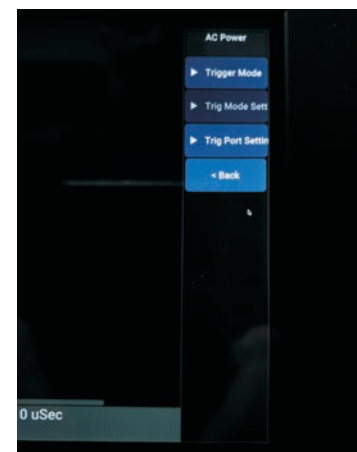 AC Power
▶ Trigger Mode
▶ Trig Mode Sett
▶ Trig Port Settin
< Back
0 uSec